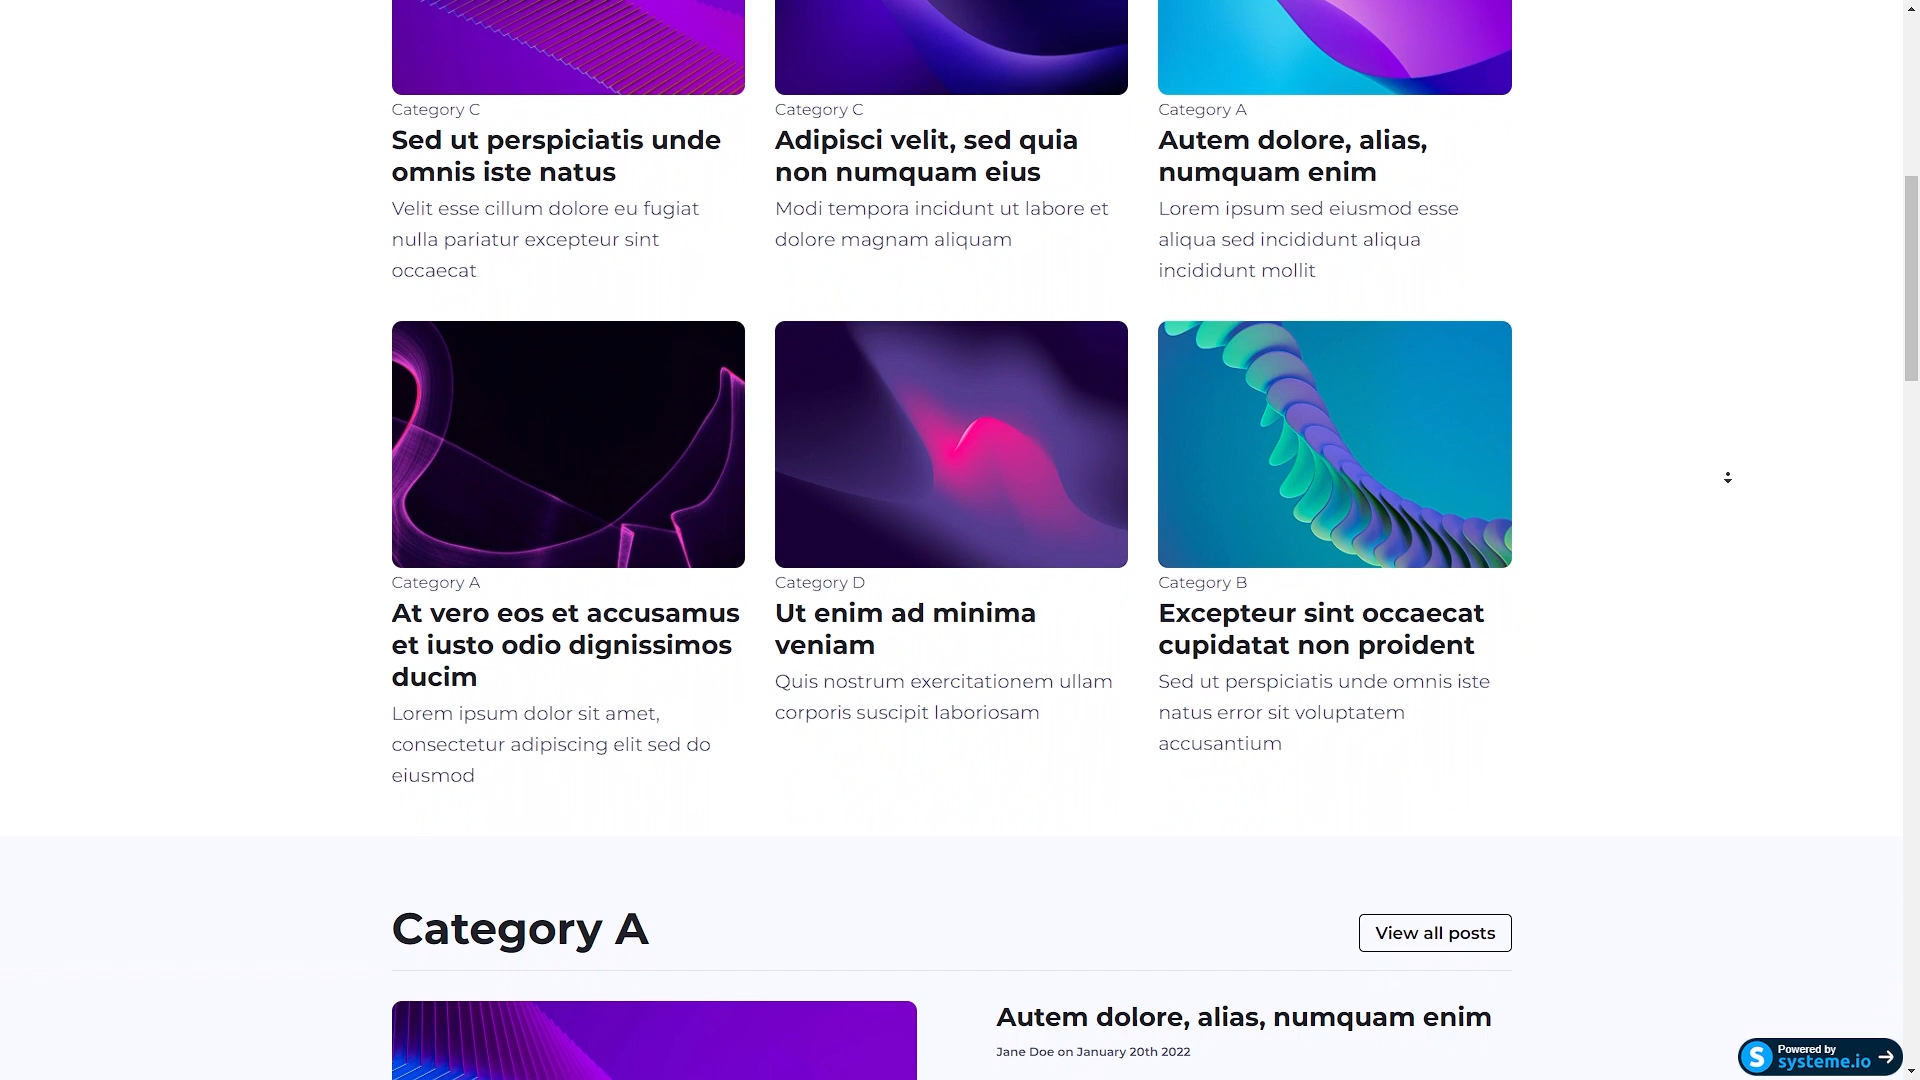 Category C
Sed ut perspiciatis unde
omnis iste natus
Velit esse cillum dolore eu fugiat
nulla pariatur excepteur sint
occaecat
Category C
Adipisci velit, sed quia
non numquam eius
Modi tempora incidunt ut labore et
dolore magnam aliquam
Category A
Autem dolore, alias,
numquam enim
Lorem ipsum sed eiusmod esse
aliqua sed incididunt aliqua
incididunt mollit
Category A
At vero eos et accusamus
et iusto odio dignissimos
ducim
Lorem ipsum dolor sit amet,
consectetur adipiscing elit sed do
eiusmod
Category D
Ut enim ad minima
veniam
Quis nostrum exercitationem ullam
corporis suscipit laboriosam
Category B
Excepteur sint occaecat
cupidatat non proident
Sed ut perspiciatis unde omnis iste
natus error sit voluptatem
accusantium
Category A
View all posts
Autem dolore, alias, numquam enim
Jane Doe on January 20th 2022
S
Powered by
systeme.io